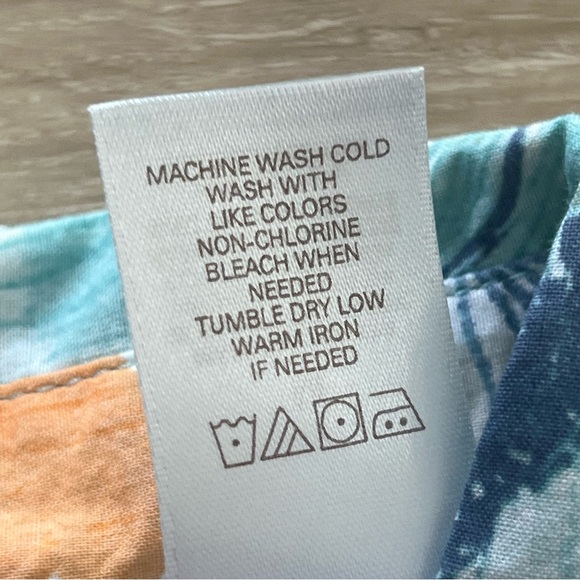 MACHINE WASH COLD
WASH WITH
LIKE COLORS
NON-CHLORINE
BLEACH WHEN
NEEDED
TUMBLE DRY LOW
WARM IRON
IF NEEDED